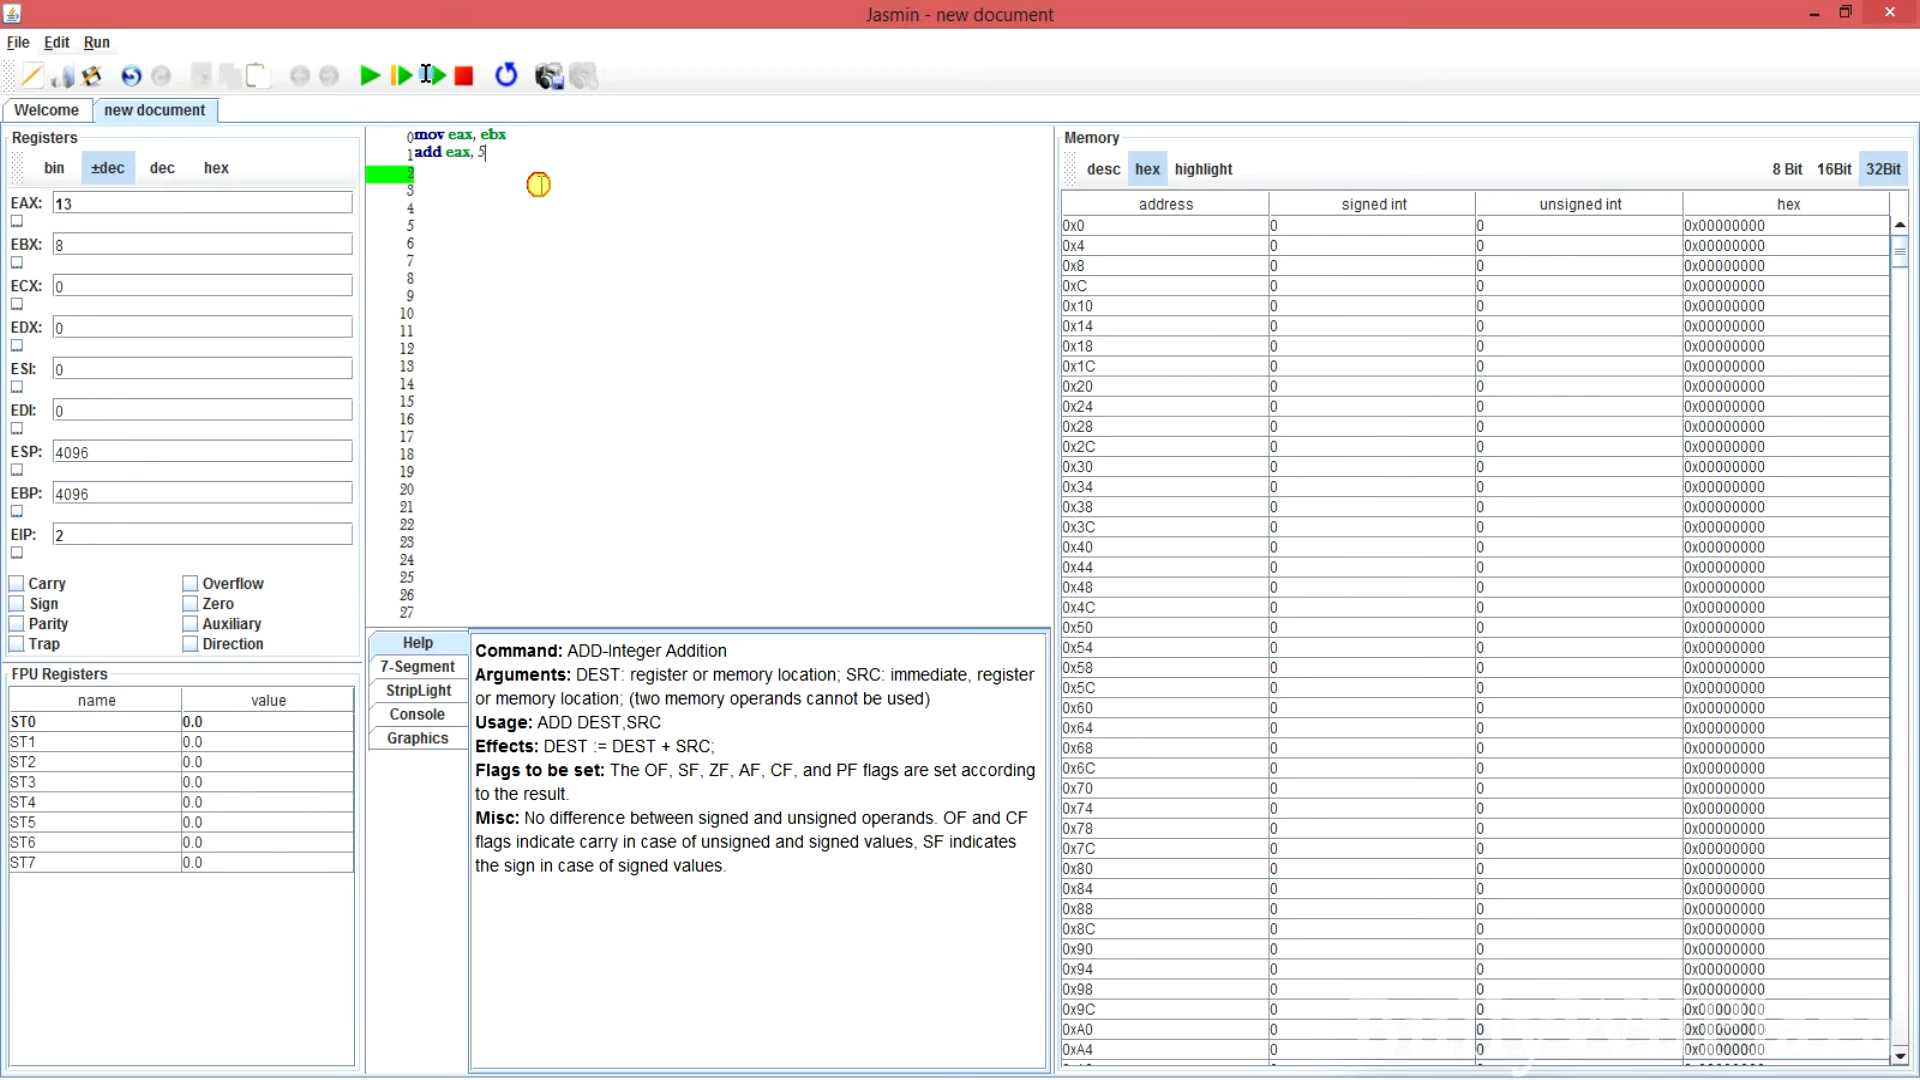 Jasmin - new document
File Edit Run
Welcome new document
Registers
bin ±dec dec hex
EAX: 13
EBX: 8
ECX: 0
EDX: 0
ESI: 0
EDI: 0
ESP: 4096
EBP: 4096
EIP: 2
Carry Overflow
Sign Zero
Parity Auxiliary
Trap Direction
FPU Registers
name value
ST0 0.0
ST1 0.0
ST2 0.0
ST3 0.0
ST4 0.0
ST5 0.0
ST6 0.0
ST7 0.0
0 mov eax, ebx
1 add eax, 5
2
3
4
5
6
7
8
9
10
11
12
13
14
15
16
17
18
19
20
21
22
23
24
25
26
27
Help
7-Segment
StripLight
Console
Graphics
Command: ADD-Integer Addition
Arguments: DEST: register or memory location; SRC: immediate, register
or memory location; (two memory operands cannot be used)
Usage: ADD DEST,SRC
Effects: DEST := DEST + SRC;
Flags to be set: The OF, SF, ZF, AF, CF, and PF flags are set according
to the result.
Misc: No difference between signed and unsigned operands. OF and CF
flags indicate carry in case of unsigned and signed values, SF indicates
the sign in case of signed values.
Memory
desc hex highlight 8 Bit 16Bit 32Bit
address signed int unsigned int hex
0x0 0 0 0x00000000
0x4 0 0 0x00000000
0x8 0 0 0x00000000
0xC 0 0 0x00000000
0x10 0 0 0x00000000
0x14 0 0 0x00000000
0x18 0 0 0x00000000
0x1C 0 0 0x00000000
0x20 0 0 0x00000000
0x24 0 0 0x00000000
0x28 0 0 0x00000000
0x2C 0 0 0x00000000
0x30 0 0 0x00000000
0x34 0 0 0x00000000
0x38 0 0 0x00000000
0x3C 0 0 0x00000000
0x40 0 0 0x00000000
0x44 0 0 0x00000000
0x48 0 0 0x00000000
0x4C 0 0 0x00000000
0x50 0 0 0x00000000
0x54 0 0 0x00000000
0x58 0 0 0x00000000
0x5C 0 0 0x00000000
0x60 0 0 0x00000000
0x64 0 0 0x00000000
0x68 0 0 0x00000000
0x6C 0 0 0x00000000
0x70 0 0 0x00000000
0x74 0 0 0x00000000
0x78 0 0 0x00000000
0x7C 0 0 0x00000000
0x80 0 0 0x00000000
0x84 0 0 0x00000000
0x88 0 0 0x00000000
0x8C 0 0 0x00000000
0x90 0 0 0x00000000
0x94 0 0 0x00000000
0x98 0 0 0x00000000
0x9C 0 0 0x00000000
0xA0 0 0 0x00000000
0xA4 0 0 0x00000000